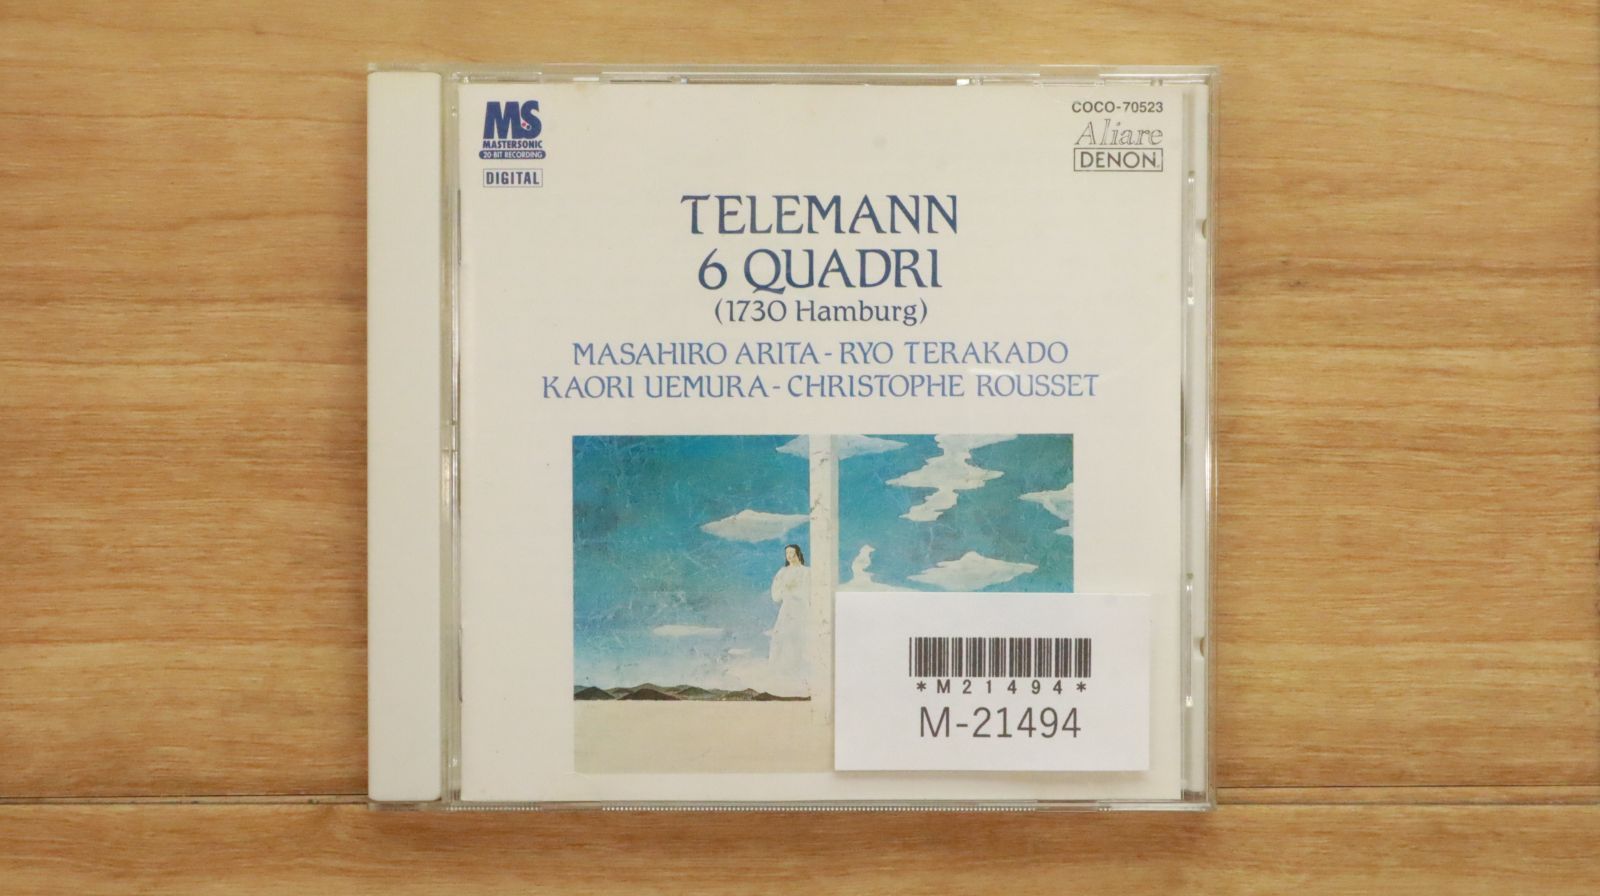 MS
MASTERSONIC
20-BIT RECORDING
DIGITAL
COCO-70523
Aliare
DENON
TELEMANN
6 QUADRI
(1730 Hamburg)
MASAHIRO ARITA - RYO TERAKADO
KAORI UEMURA - CHRISTOPHE ROUSSET
*M21494*
M-21494